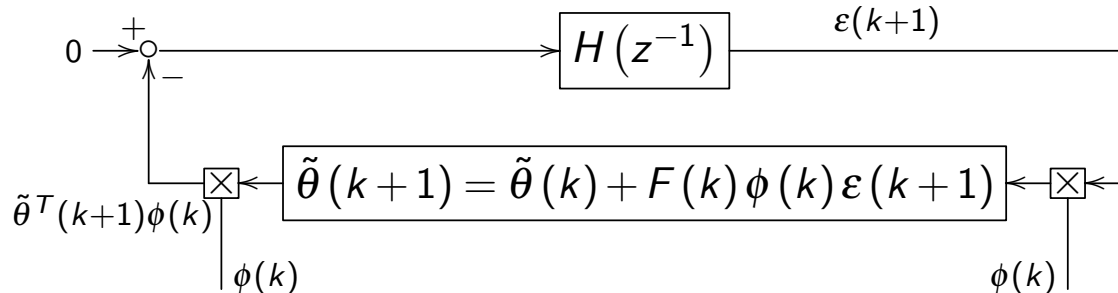 +
ε(k+1)
0
H(z⁻¹)
−
θ̃(k+1) = θ̃(k) + F(k)ϕ(k)ε(k+1)
θ̃ᵀ(k+1)ϕ(k)
ϕ(k)
ϕ(k)